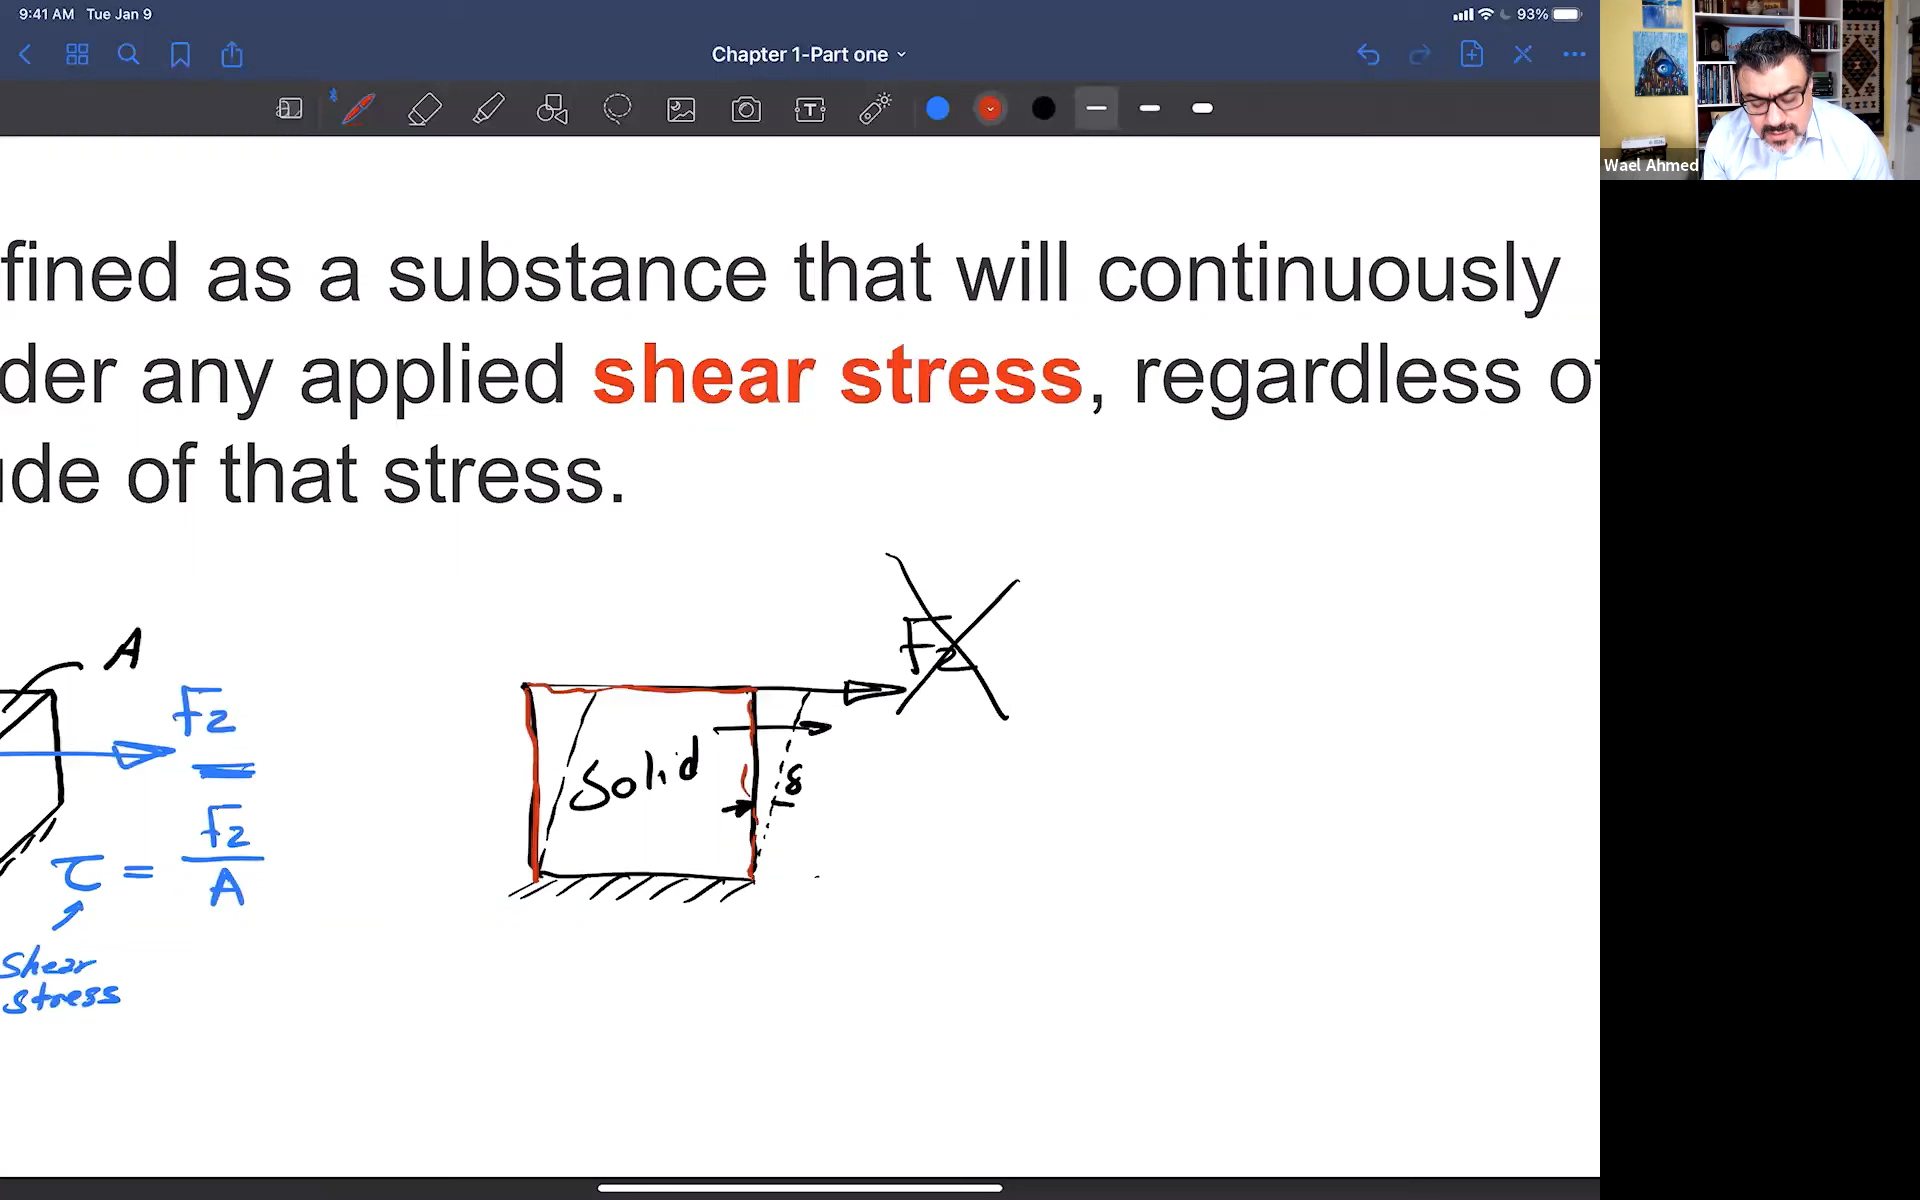 9:41 AM Tue Jan 9
93%
Chapter 1-Part one
T
Wael Ahmed
fined as a substance that will continuously
der any applied shear stress, regardless of
ude of that stress.
A
F2
τ = F2
A
shear
stress
F2
Solid
δ